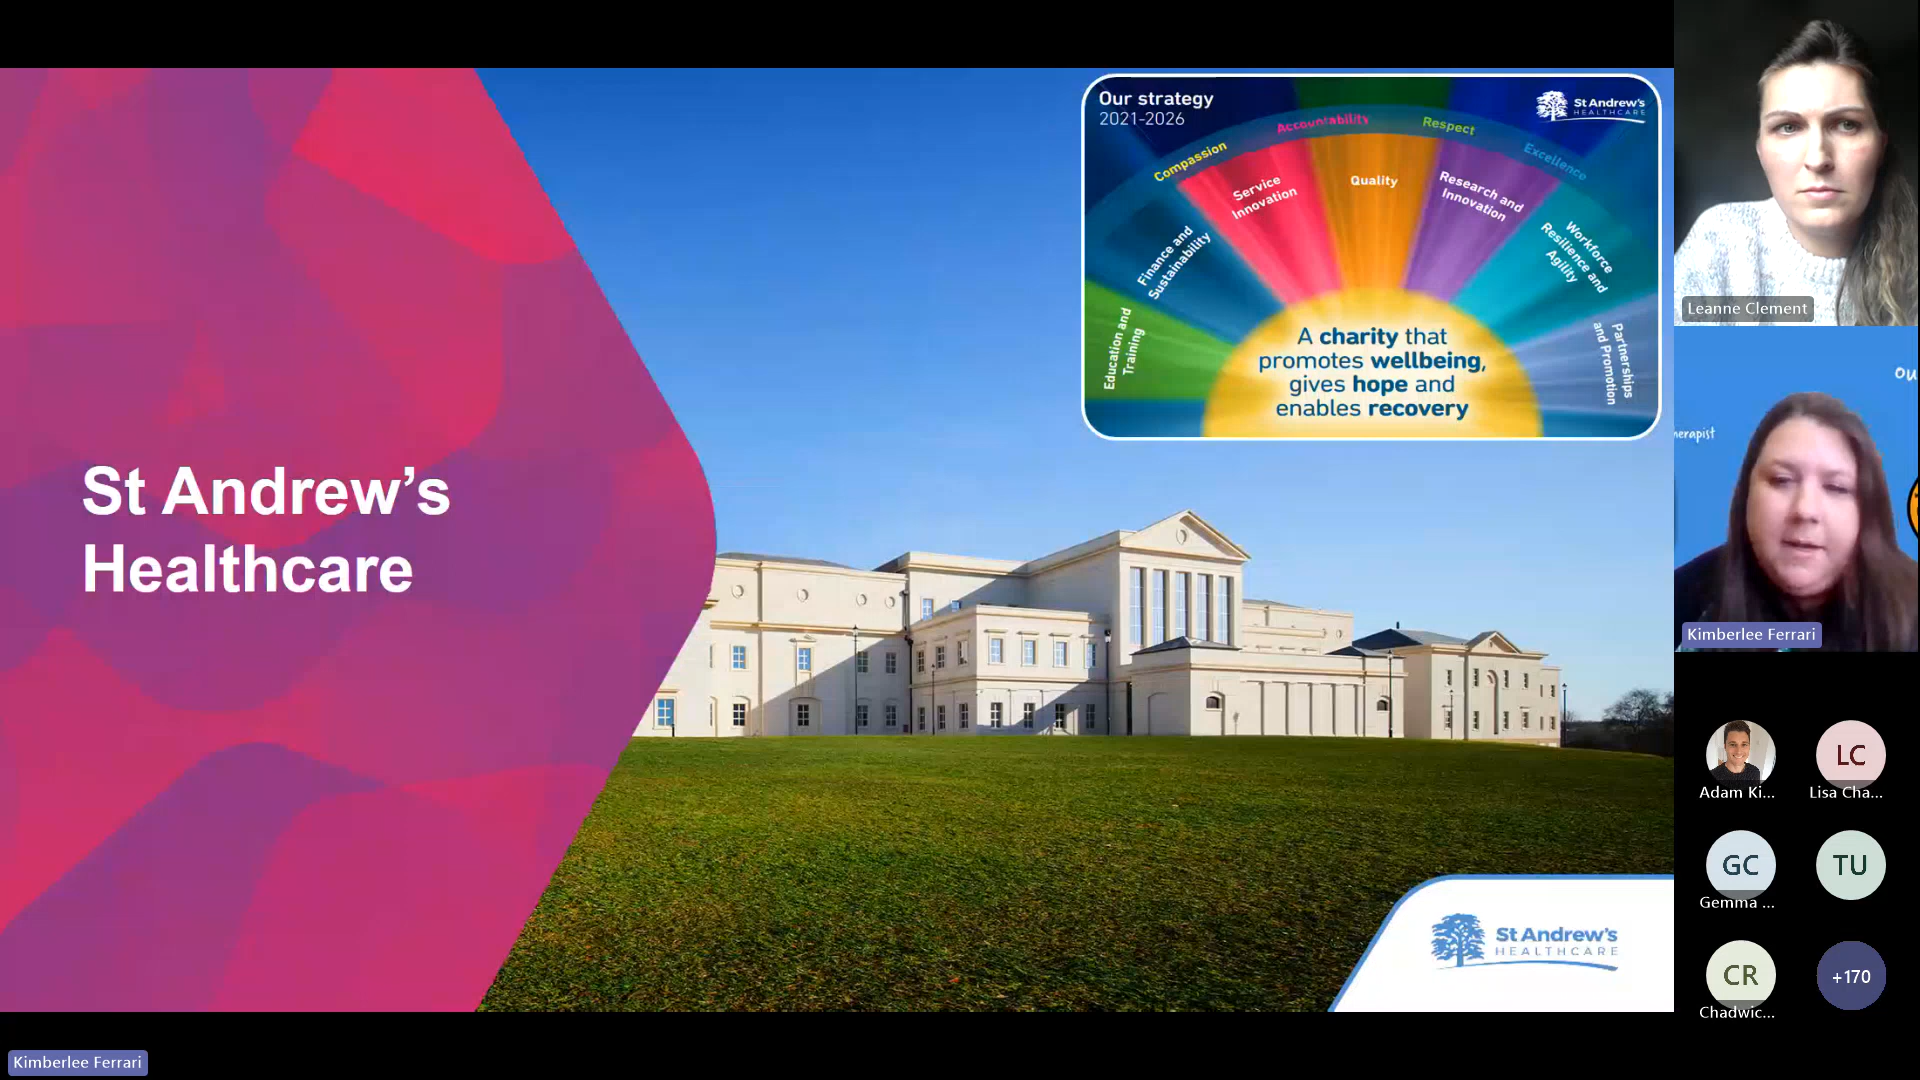 St Andrew’s
Healthcare
Our strategy
2021-2026
St Andrew's
HEALTHCARE
Compassion
Accountability
Respect
Excellence
Education and
Training
Finance and
Sustainability
Service
Innovation
Quality
Research and
Innovation
Workforce
Resilience and
Agility
Partnerships
and Promotion
A charity that
promotes wellbeing,
gives hope and
enables recovery
St Andrew's
HEALTHCARE
Kimberlee Ferrari
Leanne Clement
ou
herapist
Kimberlee Ferrari
Adam Ki...
LC
Lisa Cha...
GC
Gemma ...
TU
CR
Chadwic...
+170